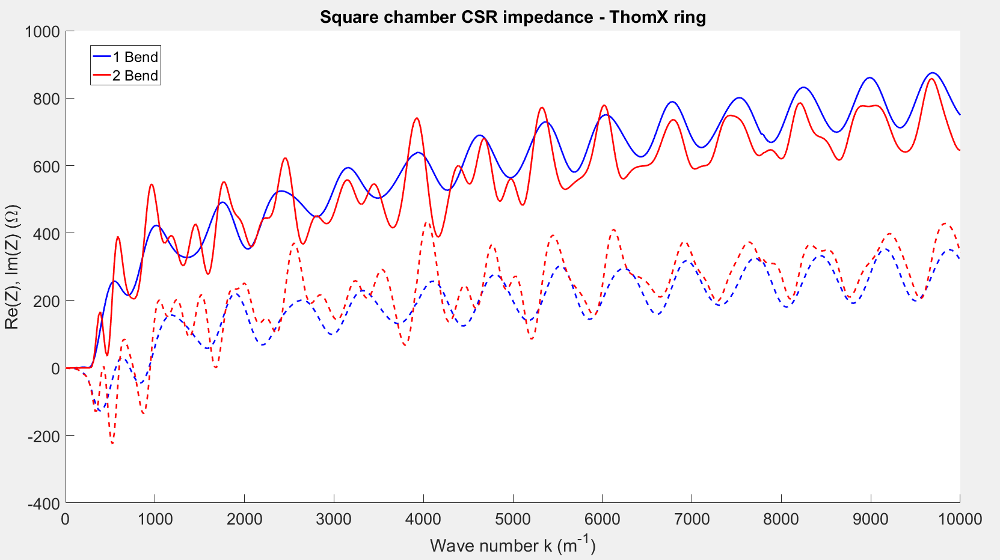 Square chamber CSR impedance - ThomX ring
1000
800
600
400
200
0
-200
-400
1 Bend
2 Bend
Re(Z), Im(Z) (Ω)
0 1000 2000 3000 4000 5000 6000 7000 8000 9000 10000
Wave number k (m⁻¹)